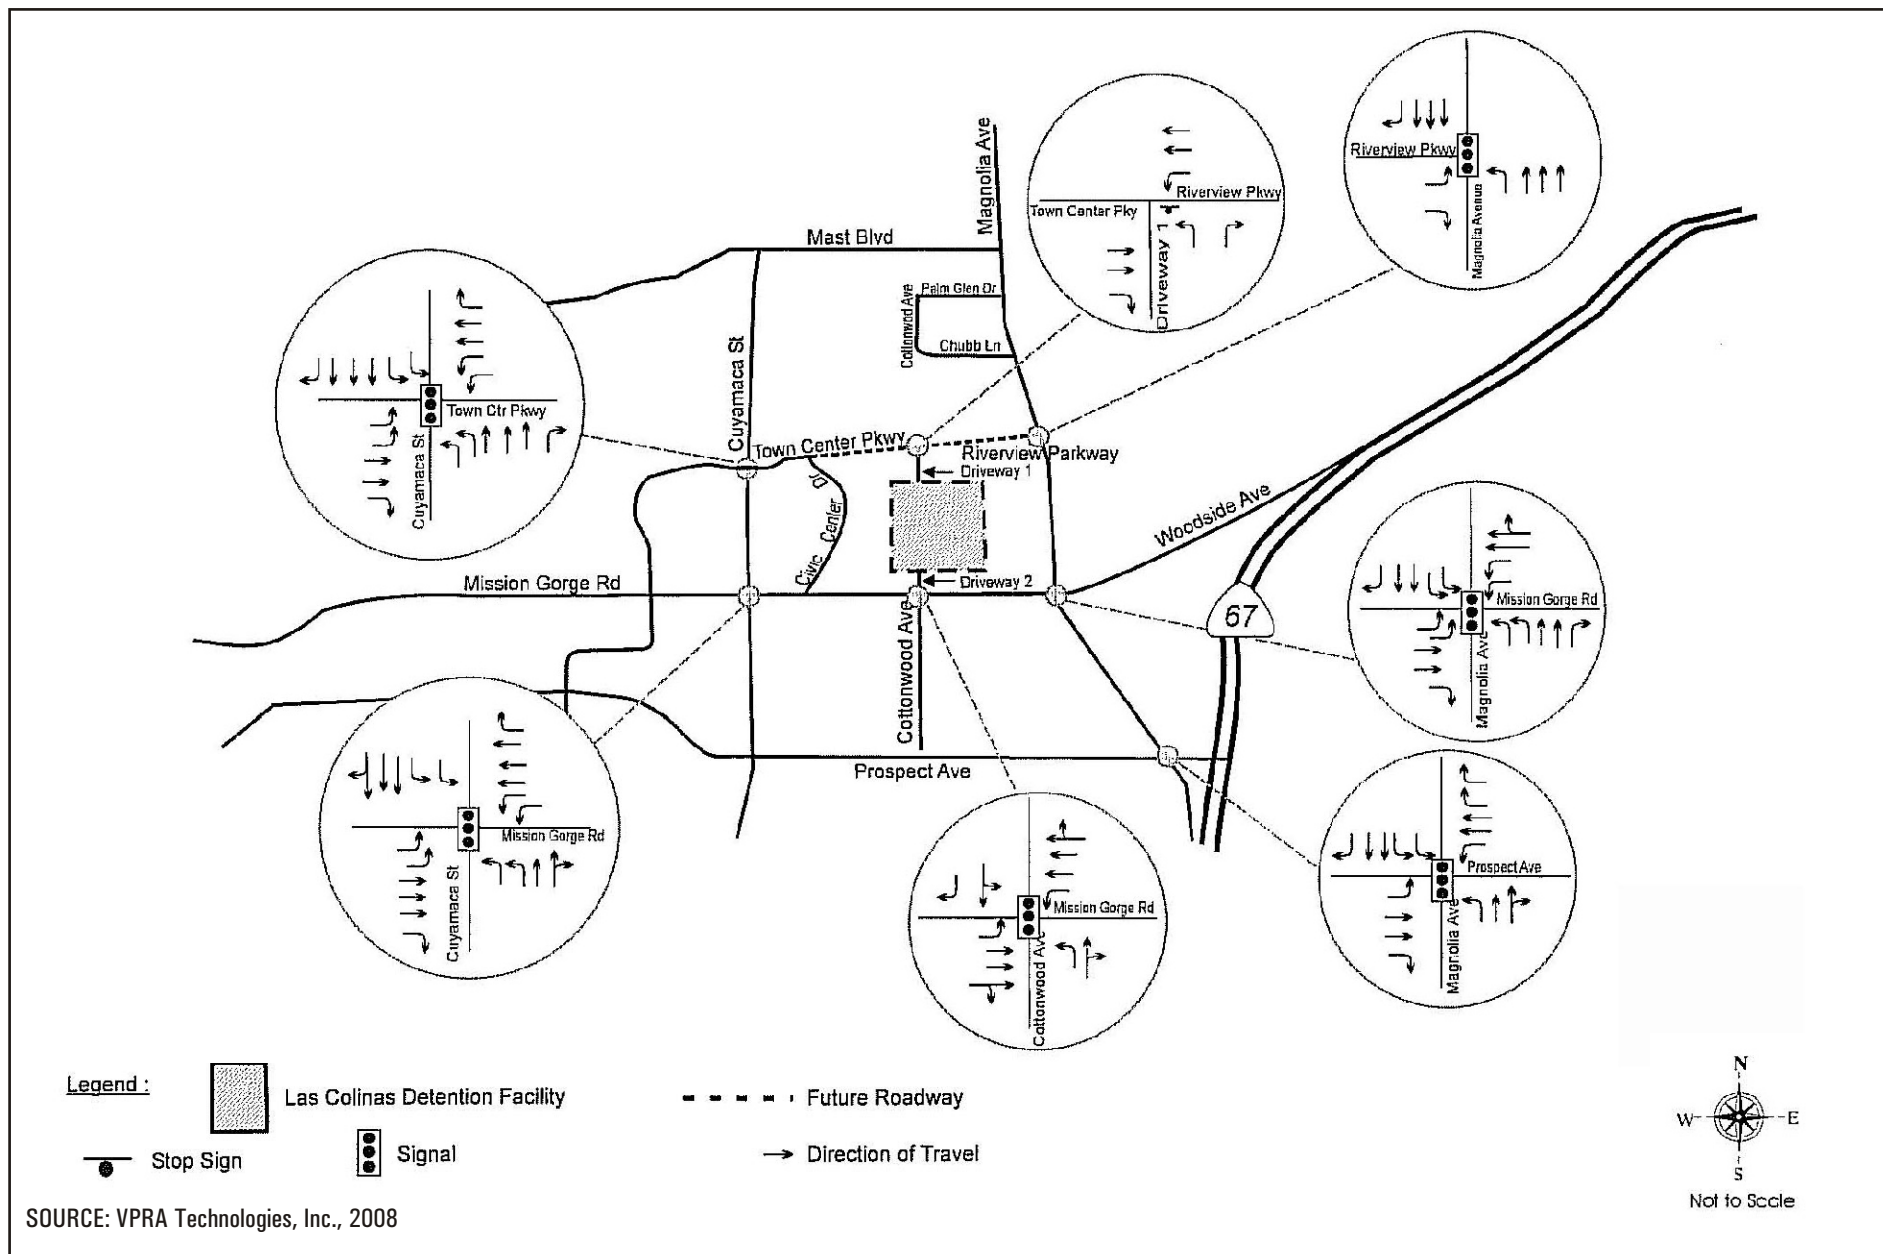 Magnolia Ave
Riverview Pkwy
Magnolia Avenue
Riverview Pkwy
Town Center Pky
Driveway 1
Mast Blvd
Palm Glen Dr
Cottonwood Ave
Chubb Ln
Cuyamaca St
Town Ctr Pkwy
Cuyamaca St
Town Center Pkwy
Riverview Parkway
Driveway 1
Civic Center Dr
Woodside Ave
Mission Gorge Rd
Driveway 2
67
Mission Gorge Rd
Magnolia Ave
Cottonwood Ave
Prospect Ave
Mission Gorge Rd
Cuyamaca St
Mission Gorge Rd
Cottonwood Ave
Prospect Ave
Magnolia Ave
Legend :
Las Colinas Detention Facility
Future Roadway
Stop Sign
Signal
Direction of Travel
N
W
E
S
Not to Scale
SOURCE: VPRA Technologies, Inc., 2008